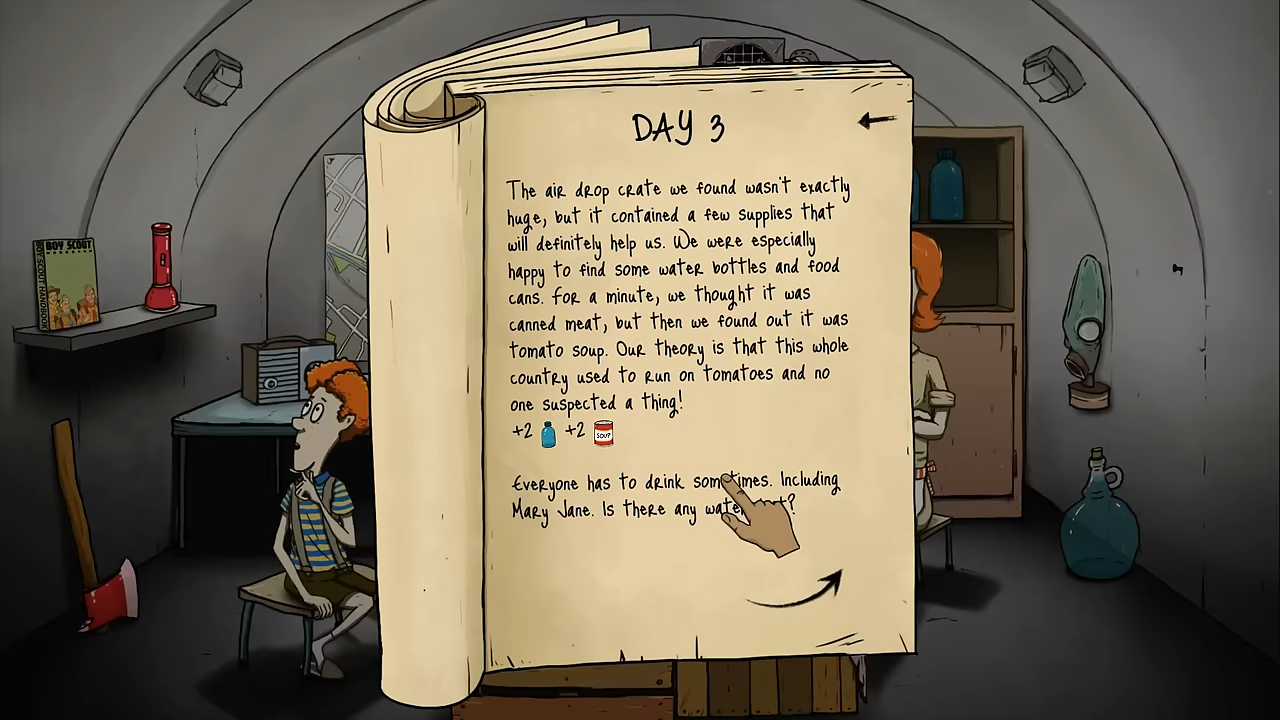 DAY 3
The air drop crate we found wasn't exactly
huge, but it contained a few supplies that
will definitely help us. We were especially
happy to find some water bottles and food
cans. For a minute, we thought it was
canned meat, but then we found out it was
tomato soup. Our theory is that this whole
country used to run on tomatoes and no
one suspected a thing!
+2 +2 SOUP
Everyone has to drink sometimes. Including
Mary Jane. Is there any
BOY SCOUT
BOY SCOUT HANDBOOK